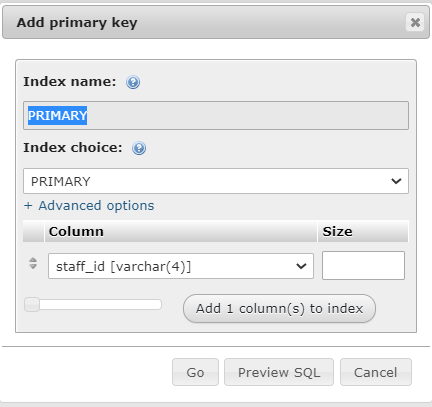 Add primary key
Index name:
PRIMARY
Index choice:
PRIMARY
+ Advanced options
Column Size
staff_id [varchar(4)]
Add 1 column(s) to index
Go Preview SQL Cancel